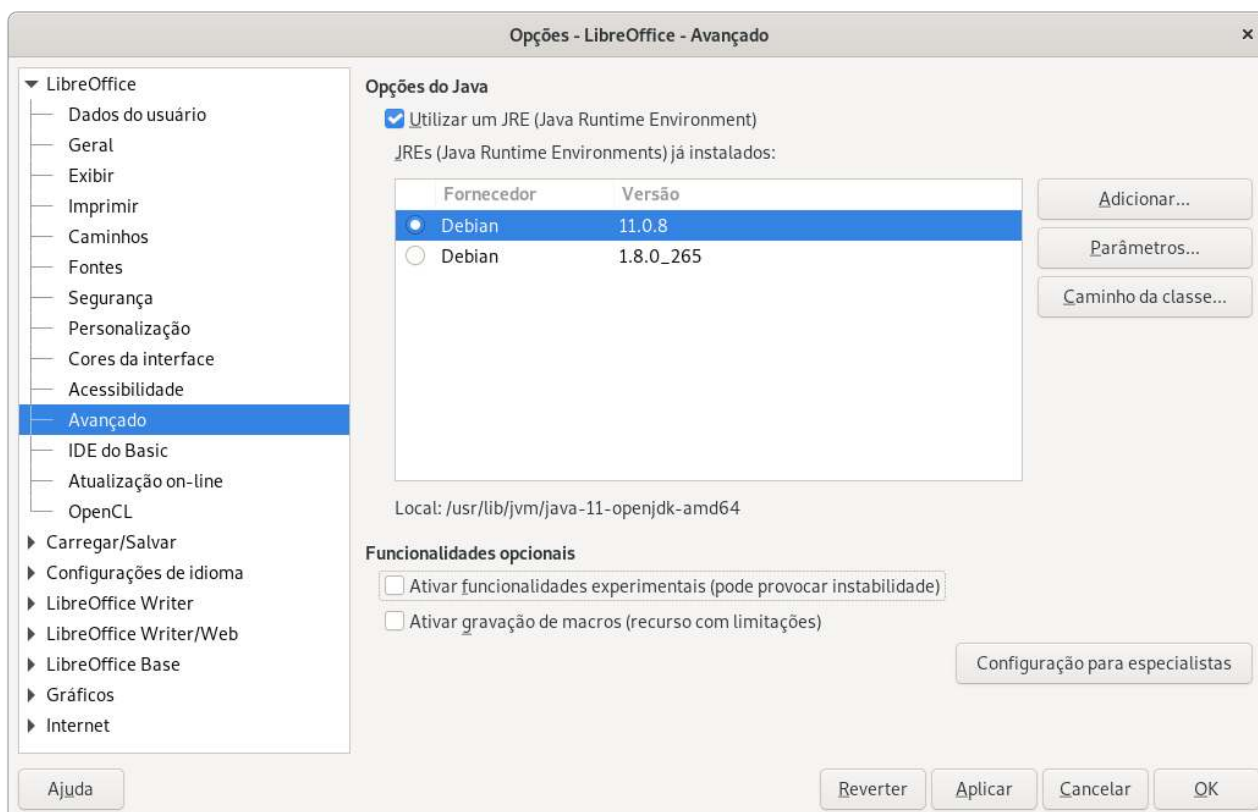 Opções - LibreOffice - Avançado
LibreOffice
Dados do usuário
Geral
Exibir
Imprimir
Caminhos
Fontes
Segurança
Personalização
Cores da interface
Acessibilidade
Avançado
IDE do Basic
Atualização on-line
OpenCL
Carregar/Salvar
Configurações de idioma
LibreOffice Writer
LibreOffice Writer/Web
LibreOffice Base
Gráficos
Internet
Opções do Java
Utilizar um JRE (Java Runtime Environment)
JREs (Java Runtime Environments) já instalados:
Fornecedor Versão
Debian 11.0.8
Debian 1.8.0_265
Adicionar...
Parâmetros...
Caminho da classe...
Local: /usr/lib/jvm/java-11-openjdk-amd64
Funcionalidades opcionais
Ativar funcionalidades experimentais (pode provocar instabilidade)
Ativar gravação de macros (recurso com limitações)
Configuração para especialistas
Ajuda Reverter Aplicar Cancelar OK